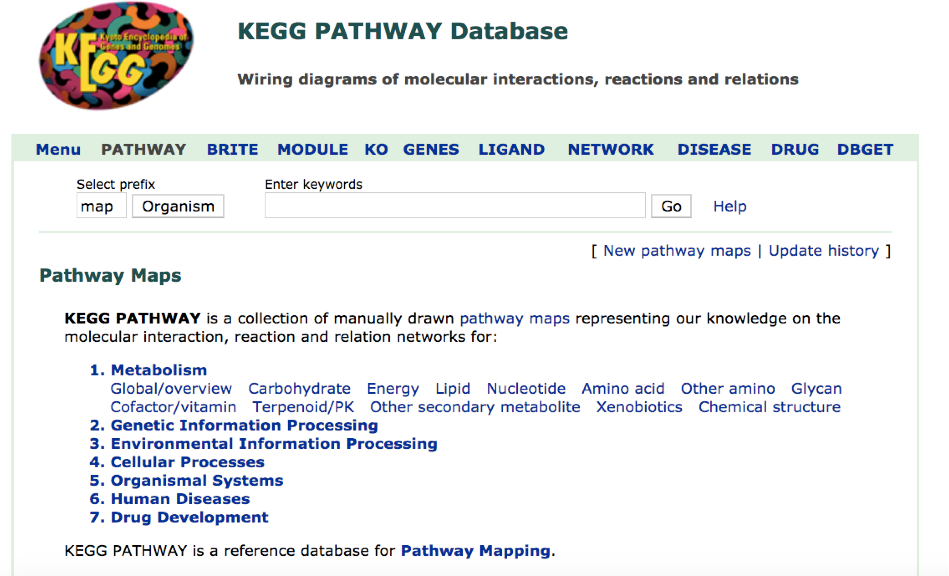 KEGG
Kyoto Encyclopedia of
Genes and Genomes
KEGG PATHWAY Database
Wiring diagrams of molecular interactions, reactions and relations
Menu PATHWAY BRITE MODULE KO GENES LIGAND NETWORK DISEASE DRUG DBGET
Select prefix Enter keywords
map Organism Go Help
[ New pathway maps | Update history ]
Pathway Maps
KEGG PATHWAY is a collection of manually drawn pathway maps representing our knowledge on the
molecular interaction, reaction and relation networks for:
1. Metabolism
Global/overview Carbohydrate Energy Lipid Nucleotide Amino acid Other amino Glycan
Cofactor/vitamin Terpenoid/PK Other secondary metabolite Xenobiotics Chemical structure
2. Genetic Information Processing
3. Environmental Information Processing
4. Cellular Processes
5. Organismal Systems
6. Human Diseases
7. Drug Development
KEGG PATHWAY is a reference database for Pathway Mapping.